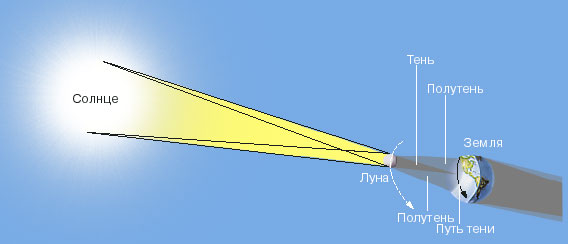 Тень
Полутень
Солнце
Земля
Луна
Полутень
Путь тени